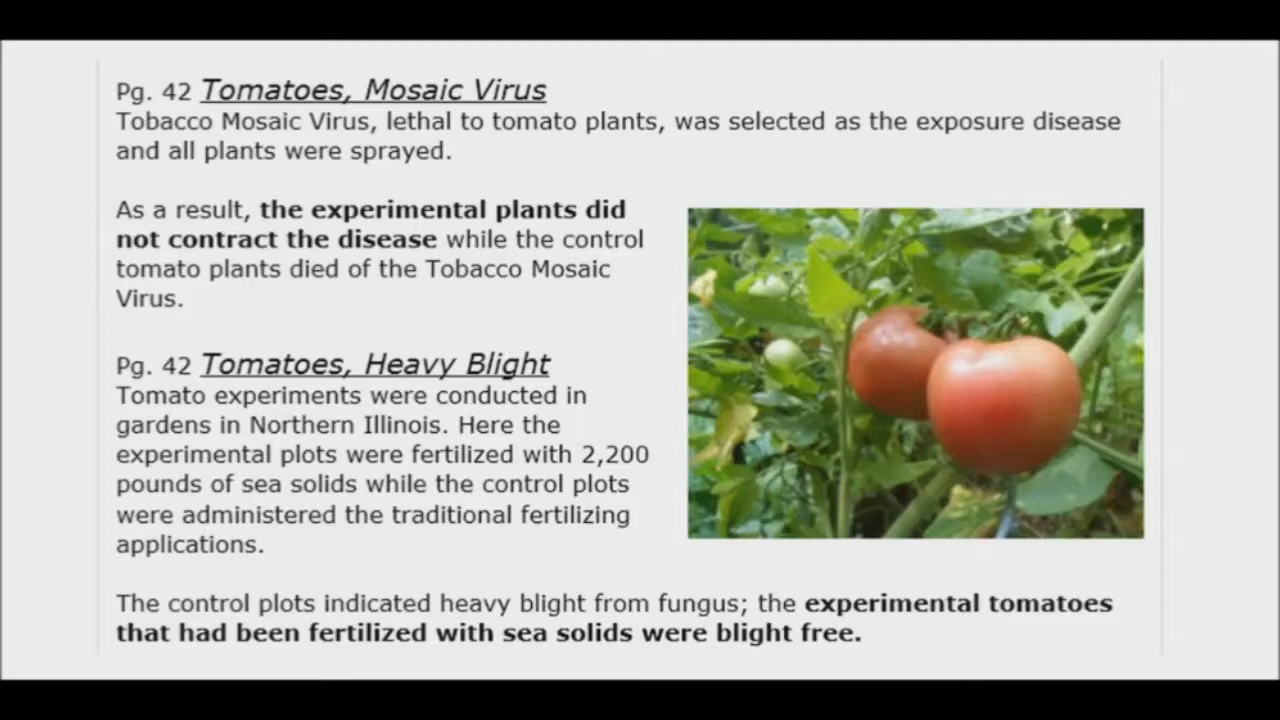 Pg. 42 Tomatoes, Mosaic Virus
Tobacco Mosaic Virus, lethal to tomato plants, was selected as the exposure disease
and all plants were sprayed.
As a result, the experimental plants did
not contract the disease while the control
tomato plants died of the Tobacco Mosaic
Virus.
Pg. 42 Tomatoes, Heavy Blight
Tomato experiments were conducted in
gardens in Northern Illinois. Here the
experimental plots were fertilized with 2,200
pounds of sea solids while the control plots
were administered the traditional fertilizing
applications.
The control plots indicated heavy blight from fungus; the experimental tomatoes
that had been fertilized with sea solids were blight free.